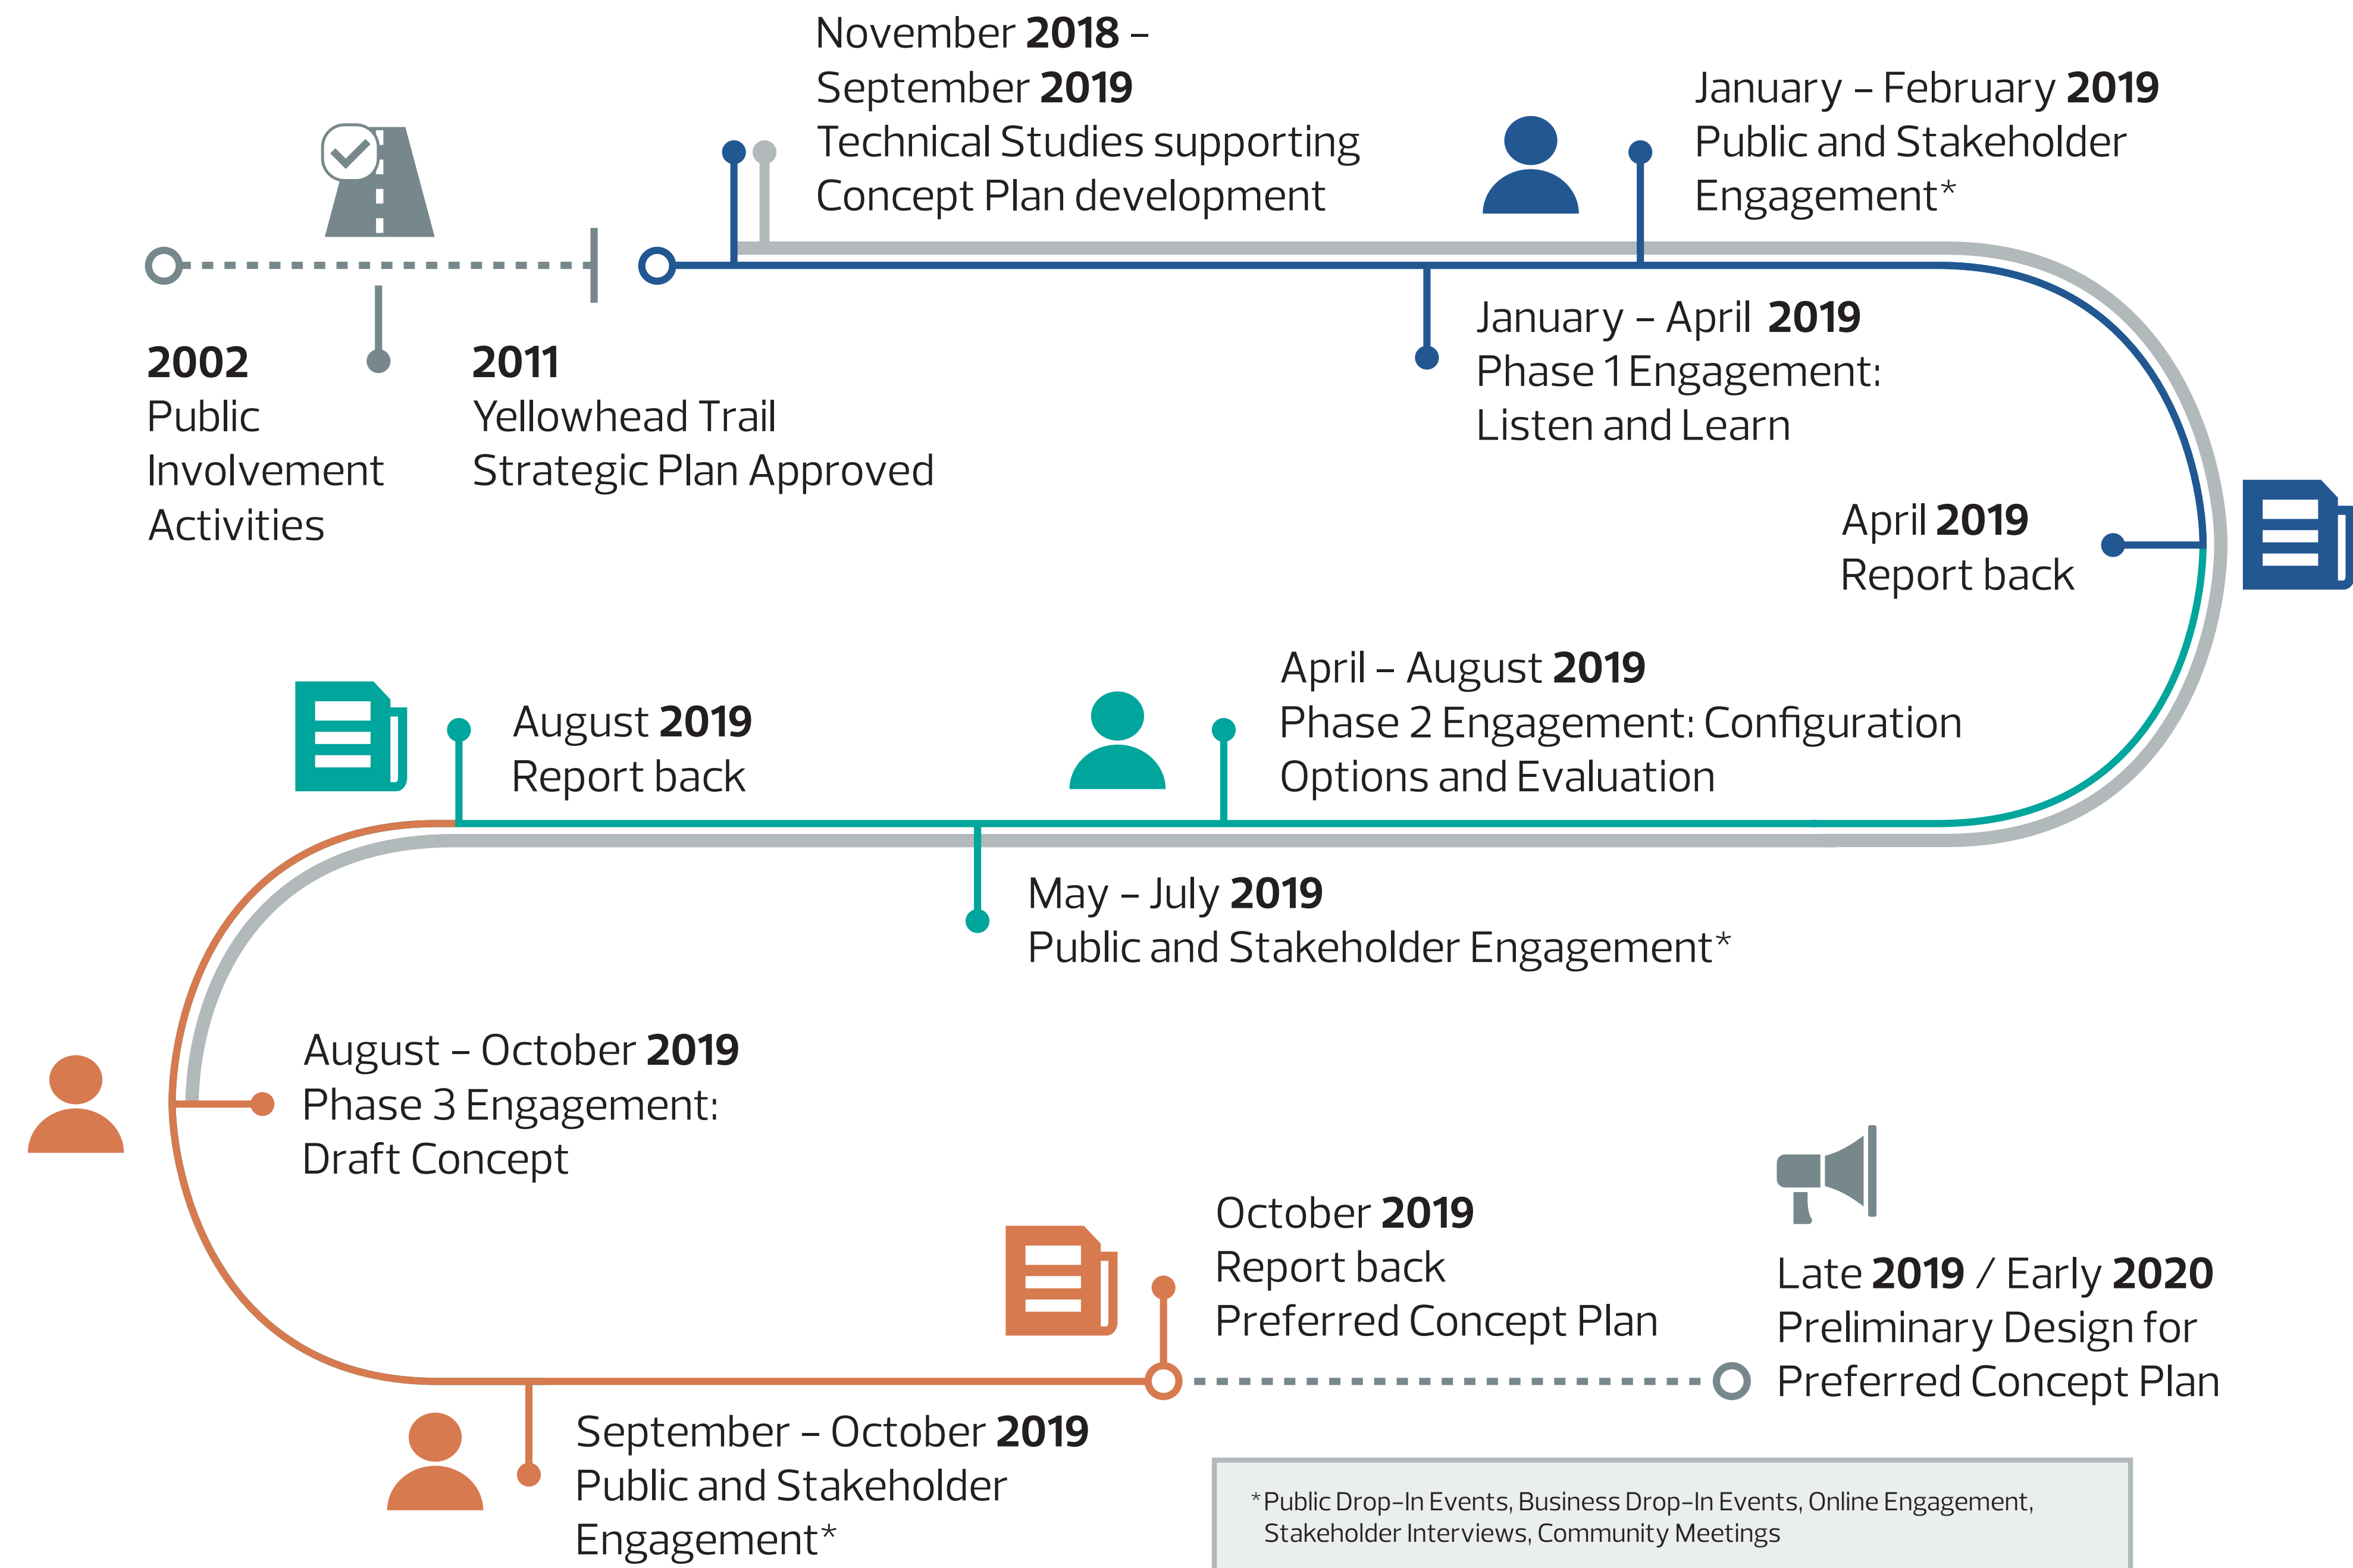 November 2018 –
September 2019
Technical Studies supporting
Concept Plan development
January – February 2019
Public and Stakeholder
Engagement*
2002
Public
Involvement
Activities
2011
Yellowhead Trail
Strategic Plan Approved
January – April 2019
Phase 1 Engagement:
Listen and Learn
April 2019
Report back
April – August 2019
Phase 2 Engagement: Configuration
Options and Evaluation
August 2019
Report back
May – July 2019
Public and Stakeholder Engagement*
August – October 2019
Phase 3 Engagement:
Draft Concept
October 2019
Report back
Preferred Concept Plan
Late 2019 / Early 2020
Preliminary Design for
Preferred Concept Plan
September – October 2019
Public and Stakeholder
Engagement*
*Public Drop-In Events, Business Drop-In Events, Online Engagement,
Stakeholder Interviews, Community Meetings